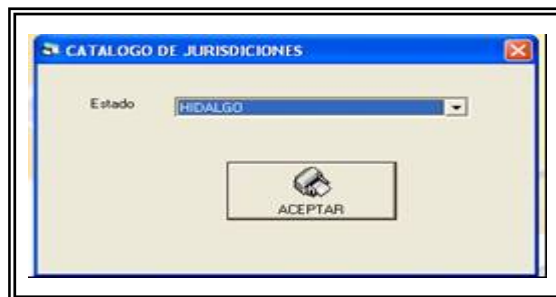 CATALOGO DE JURISDICIONES
Estado
HIDALGO
ACEPTAR